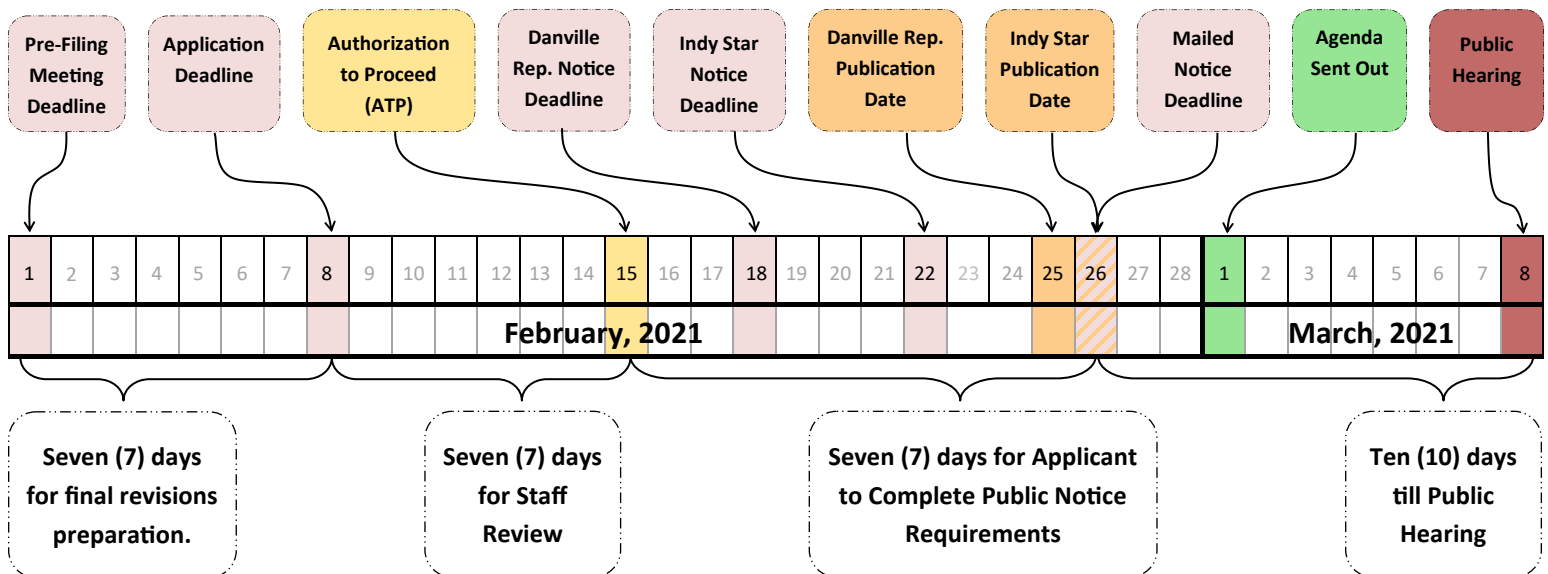 Pre-Filing
Meeting
Deadline
Application
Deadline
Authorization
to Proceed
(ATP)
Danville
Rep. Notice
Deadline
Indy Star
Notice
Deadline
Danville Rep.
Publication
Date
Indy Star
Publication
Date
Mailed
Notice
Deadline
Agenda
Sent Out
Public
Hearing
1 2 3 4 5 6 7 8 9 10 11 12 13 14 15 16 17 18 19 20 21 22 23 24 25 26 27 28 1 2 3 4 5 6 7 8
February, 2021 March, 2021
Seven (7) days
for final revisions
preparation.
Seven (7) days
for Staff
Review
Seven (7) days for Applicant
to Complete Public Notice
Requirements
Ten (10) days
till Public
Hearing